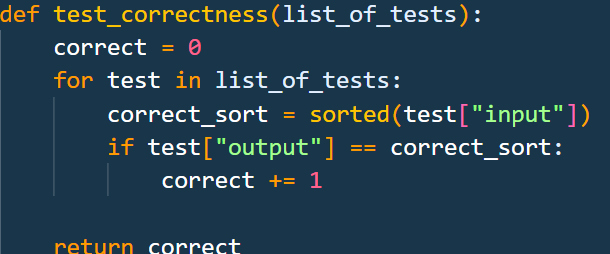 def test_correctness(list_of_tests):
    correct = 0
    for test in list_of_tests:
        correct_sort = sorted(test["input"])
        if test["output"] == correct_sort:
            correct += 1
    return correct